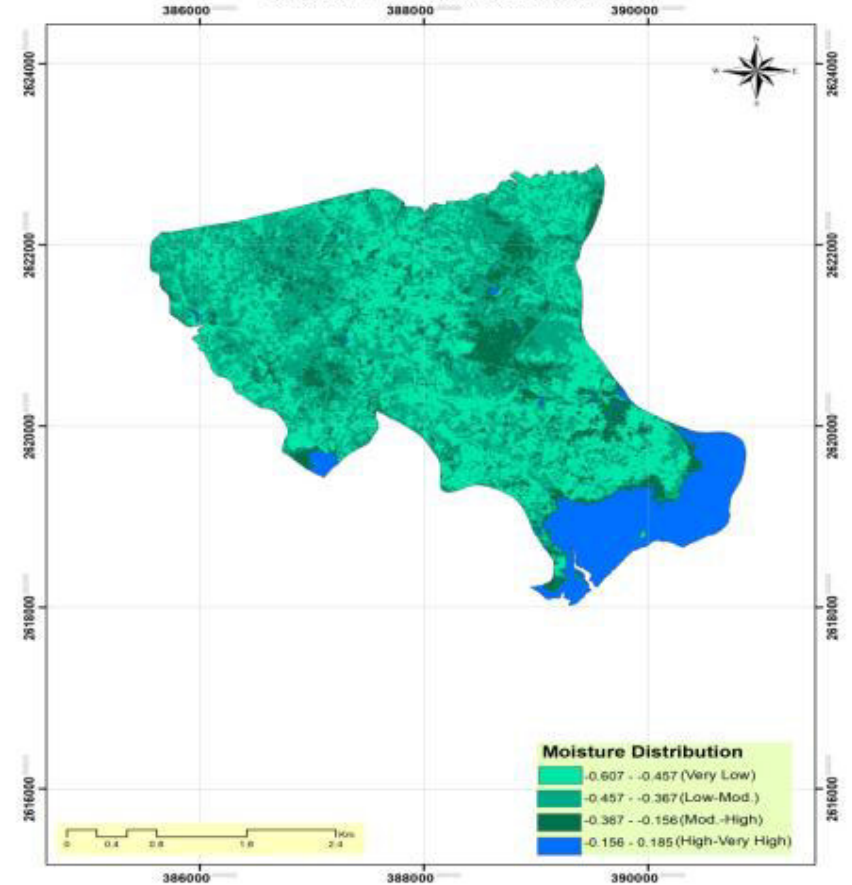 386000 388000 390000
2624000 2624000
N
W E
S
2622000 2622000
2620000 2620000
2618000 2618000
Moisture Distribution
-0.607 - -0.457 (Very Low)
-0.457 - -0.367 (Low-Mod.)
-0.367 - -0.156 (Mod.-High)
-0.156 - 0.185 (High-Very High)
2616000 2616000
Km
0 0.4 0.8 1.6 2.4
386000 388000 390000